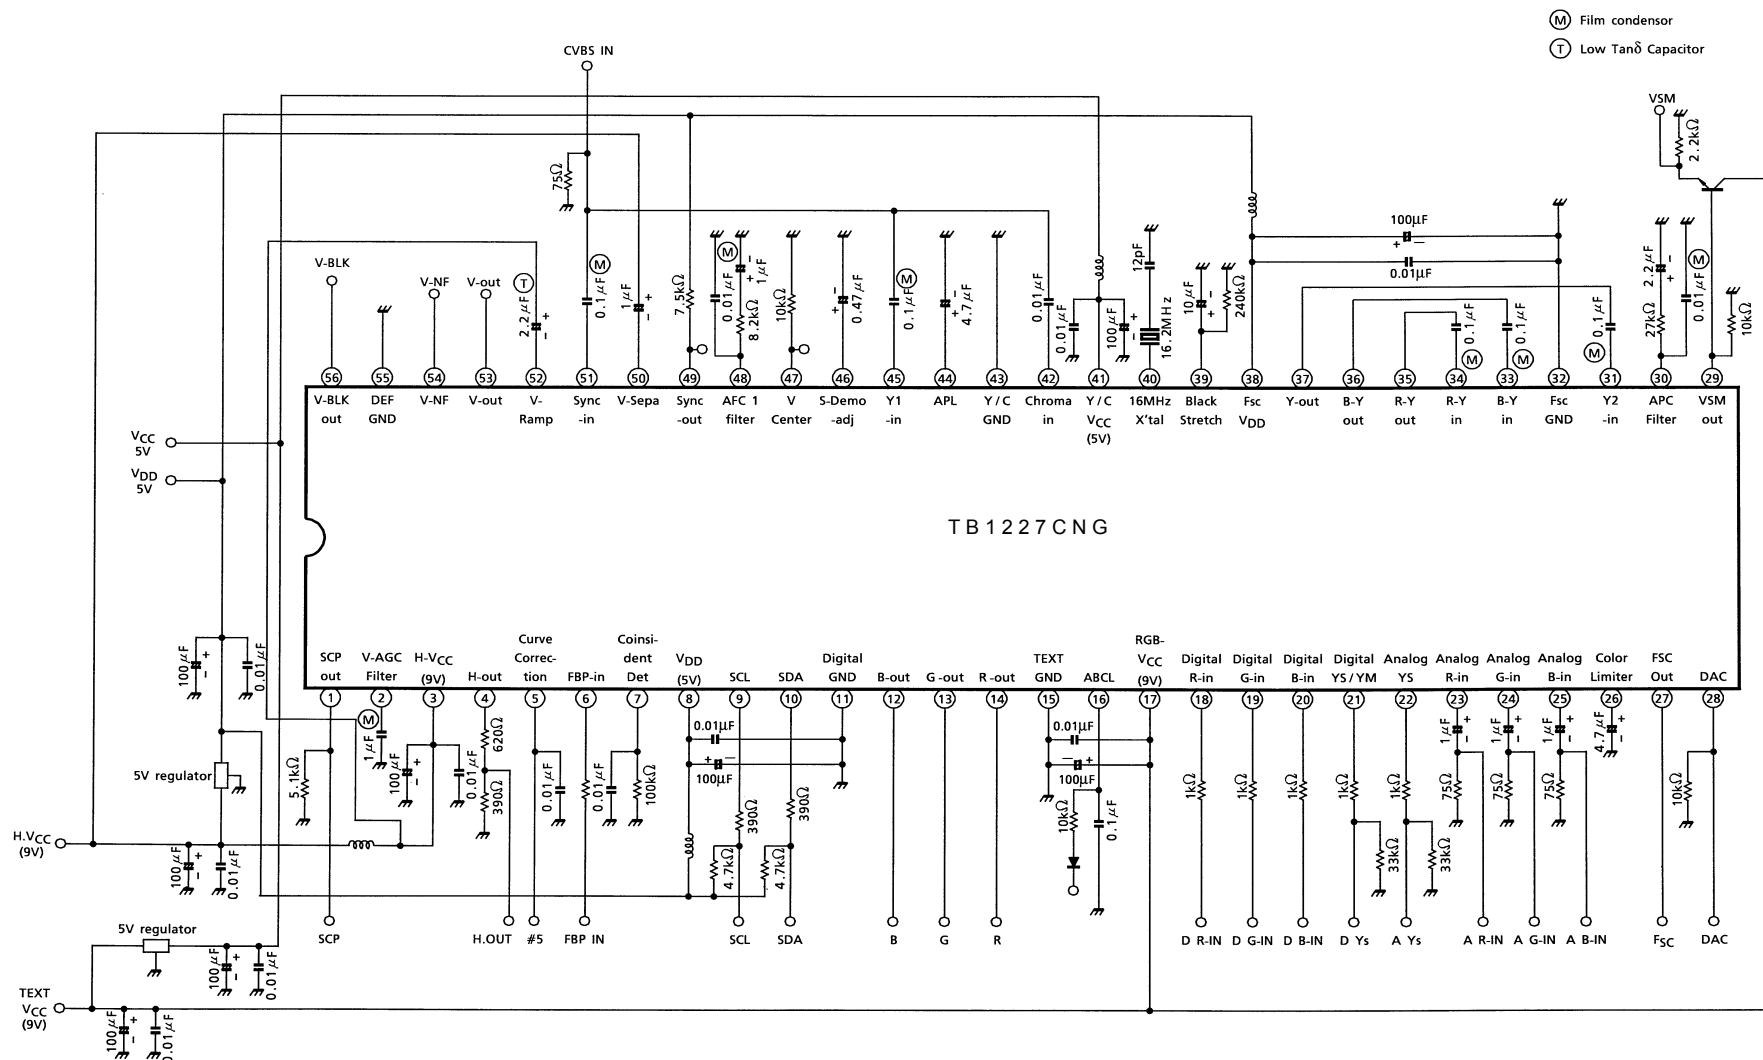 Ⓜ Film condensor
Ⓣ Low Tanδ Capacitor
CVBS IN
VSM
2.2kΩ
75Ω
V-BLK
V-NF
V-out
Ⓣ
2.2μF + -
Ⓜ
0.1μF
1μF + -
7.5kΩ
Ⓜ
0.01μF
- + 1μF
8.2kΩ
10kΩ
- + 0.47μF
Ⓜ
0.1μF
- + 4.7μF
0.01μF
0.01μF
100μF + -
12pF
16.2MHz
10μF - +
240kΩ
100μF
+ -
0.01μF
0.1μF
Ⓜ
0.1μF
Ⓜ
0.1μF
Ⓜ
2.2μF - +
27kΩ
Ⓜ
0.01μF
10kΩ
56 55 54 53 52 51 50 49 48 47 46 45 44 43 42 41 40 39 38 37 36 35 34 33 32 31 30 29
V-BLK out
DEF GND
V-NF
V-out
V-Ramp
Sync -in
V-Sepa
Sync -out
AFC 1 filter
V Center
S-Demo -adj
Y1 -in
APL
Y/C GND
Chroma in
Y/C VCC (5V)
16MHz X'tal
Black Stretch
Fsc VDD
Y-out
B-Y out
R-Y out
R-Y in
B-Y in
Fsc GND
Y2 -in
APC Filter
VSM out
VCC
5V
VDD
5V
TB1227CNG
SCP out
V-AGC Filter
H-VCC (9V)
H-out
Curve Correc- tion
FBP-in
Coinsi- dent Det
VDD (5V)
SCL
SDA
Digital GND
B-out
G-out
R-out
TEXT GND
ABCL
RGB- VCC (9V)
Digital R-in
Digital G-in
Digital B-in
Digital YS/YM
Analog YS
Analog R-in
Analog G-in
Analog B-in
Color Limiter
FSC Out
DAC
1 2 3 4 5 6 7 8 9 10 11 12 13 14 15 16 17 18 19 20 21 22 23 24 25 26 27 28
100μF + -
0.01μF
5V regulator
5.1kΩ
Ⓜ
1μF
100μF + -
0.01μF
620Ω
390Ω
0.01μF
0.01μF
100kΩ
0.01μF
+ -
100μF
390Ω
390Ω
4.7kΩ
4.7kΩ
0.01μF
- +
100μF
10kΩ
0.1μF
1kΩ
1kΩ
1kΩ
1kΩ
33kΩ
1kΩ
33kΩ
1μF + -
75Ω
1μF + -
75Ω
1μF + -
75Ω
4.7μF + -
10kΩ
H.VCC
(9V)
100μF + -
0.01μF
SCP
H.OUT
#5
FBP IN
SCL
SDA
B
G
R
D R-IN
D G-IN
D B-IN
D Ys
A Ys
A R-IN
A G-IN
A B-IN
FSC
DAC
5V regulator
100μF + -
0.01μF
TEXT
VCC
(9V)
100μF + -
0.01μF